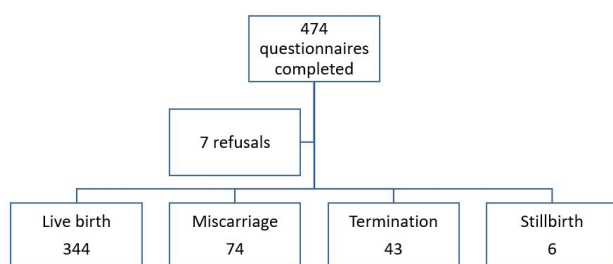 474
questionnaires
completed
7 refusals
Live birth
344
Miscarriage
74
Termination
43
Stillbirth
6